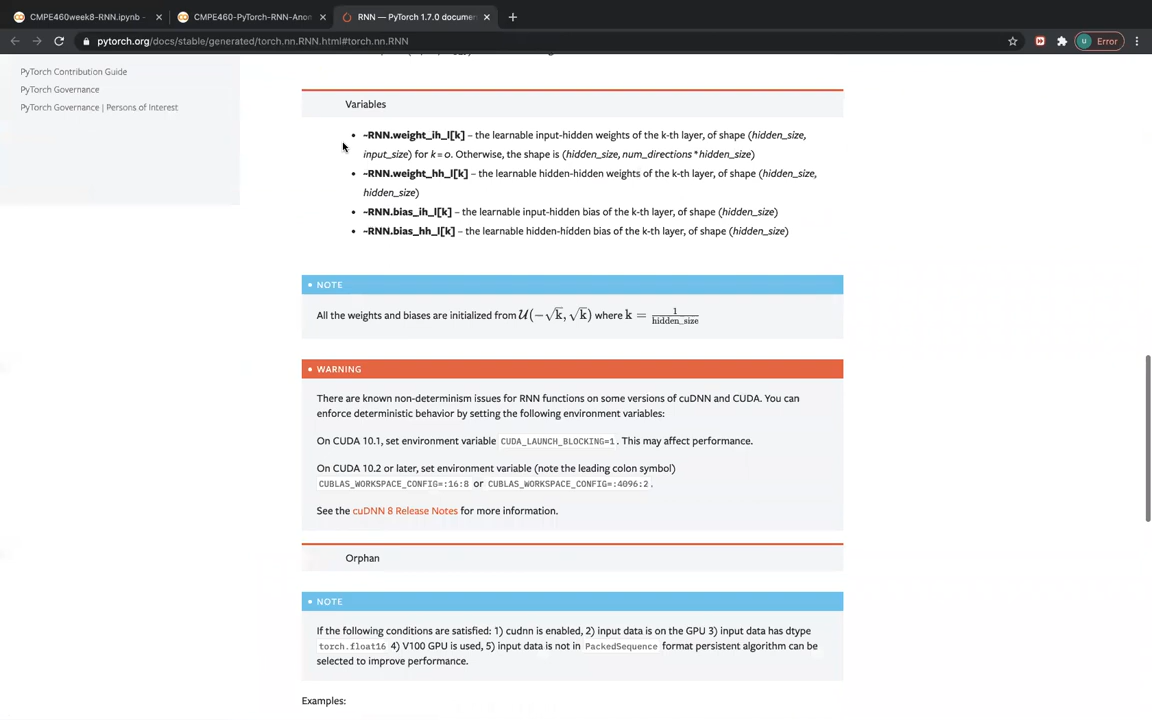 CMPE460week8-RNN.ipynb -
CMPE460-PyTorch-RNN-Anon
RNN — PyTorch 1.7.0 documen
pytorch.org/docs/stable/generated/torch.nn.RNN.html#torch.nn.RNN
u Error
PyTorch Contribution Guide
PyTorch Governance
PyTorch Governance | Persons of Interest
Variables
• ~RNN.weight_ih_l[k] – the learnable input-hidden weights of the k-th layer, of shape (hidden_size,
input_size) for k = 0. Otherwise, the shape is (hidden_size, num_directions * hidden_size)
• ~RNN.weight_hh_l[k] – the learnable hidden-hidden weights of the k-th layer, of shape (hidden_size,
hidden_size)
• ~RNN.bias_ih_l[k] – the learnable input-hidden bias of the k-th layer, of shape (hidden_size)
• ~RNN.bias_hh_l[k] – the learnable hidden-hidden bias of the k-th layer, of shape (hidden_size)
• NOTE
All the weights and biases are initialized from U(−√k, √k) where k = 1/hidden_size
• WARNING
There are known non-determinism issues for RNN functions on some versions of cuDNN and CUDA. You can
enforce deterministic behavior by setting the following environment variables:
On CUDA 10.1, set environment variable CUDA_LAUNCH_BLOCKING=1. This may affect performance.
On CUDA 10.2 or later, set environment variable (note the leading colon symbol)
CUBLAS_WORKSPACE_CONFIG=:16:8 or CUBLAS_WORKSPACE_CONFIG=:4096:2.
See the cuDNN 8 Release Notes for more information.
Orphan
• NOTE
If the following conditions are satisfied: 1) cudnn is enabled, 2) input data is on the GPU 3) input data has dtype
torch.float16 4) V100 GPU is used, 5) input data is not in PackedSequence format persistent algorithm can be
selected to improve performance.
Examples: